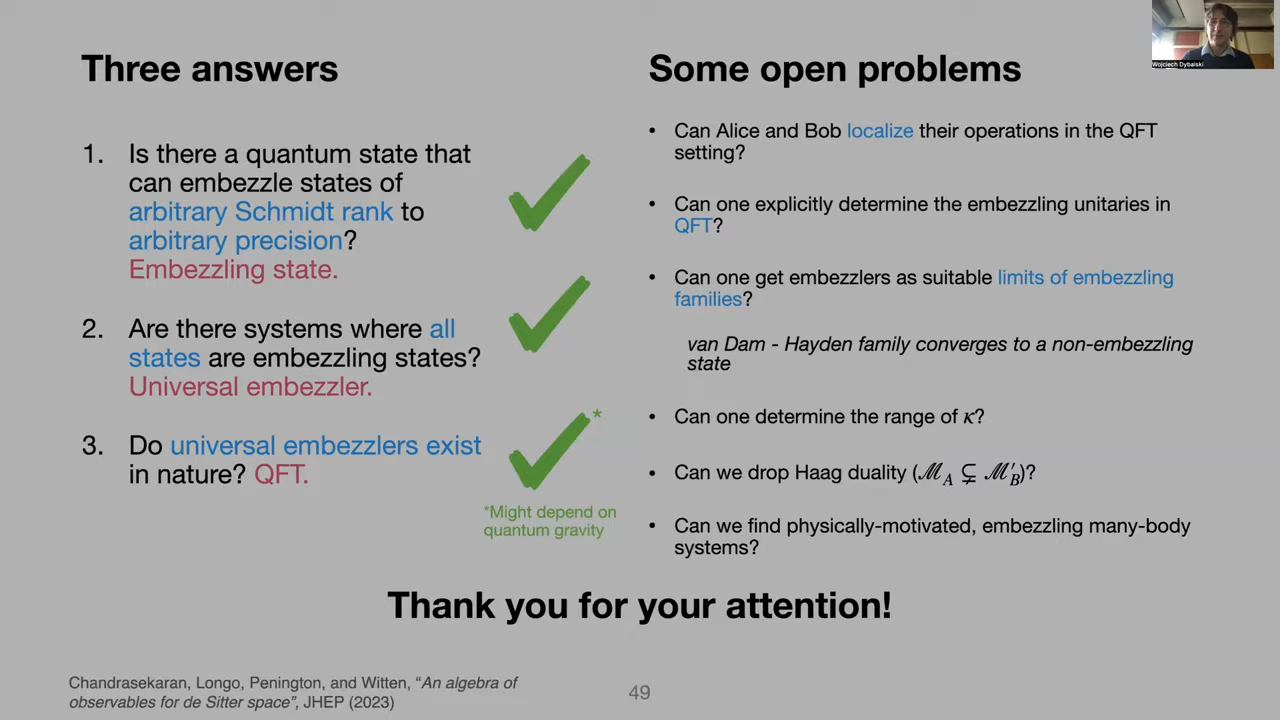 Wojciech Dybalski
Three answers
1. Is there a quantum state that
can embezzle states of
arbitrary Schmidt rank to
arbitrary precision?
Embezzling state.
2. Are there systems where all
states are embezzling states?
Universal embezzler.
3. Do universal embezzlers exist
in nature? QFT.
*
*Might depend on
quantum gravity
Some open problems
• Can Alice and Bob localize their operations in the QFT
setting?
• Can one explicitly determine the embezzling unitaries in
QFT?
• Can one get embezzlers as suitable limits of embezzling
families?
van Dam - Hayden family converges to a non-embezzling
state
• Can one determine the range of κ?
• Can we drop Haag duality (ℳ_A ⊊ ℳ′_B)?
• Can we find physically-motivated, embezzling many-body
systems?
Thank you for your attention!
Chandrasekaran, Longo, Penington, and Witten, “An algebra of
observables for de Sitter space”, JHEP (2023)
49